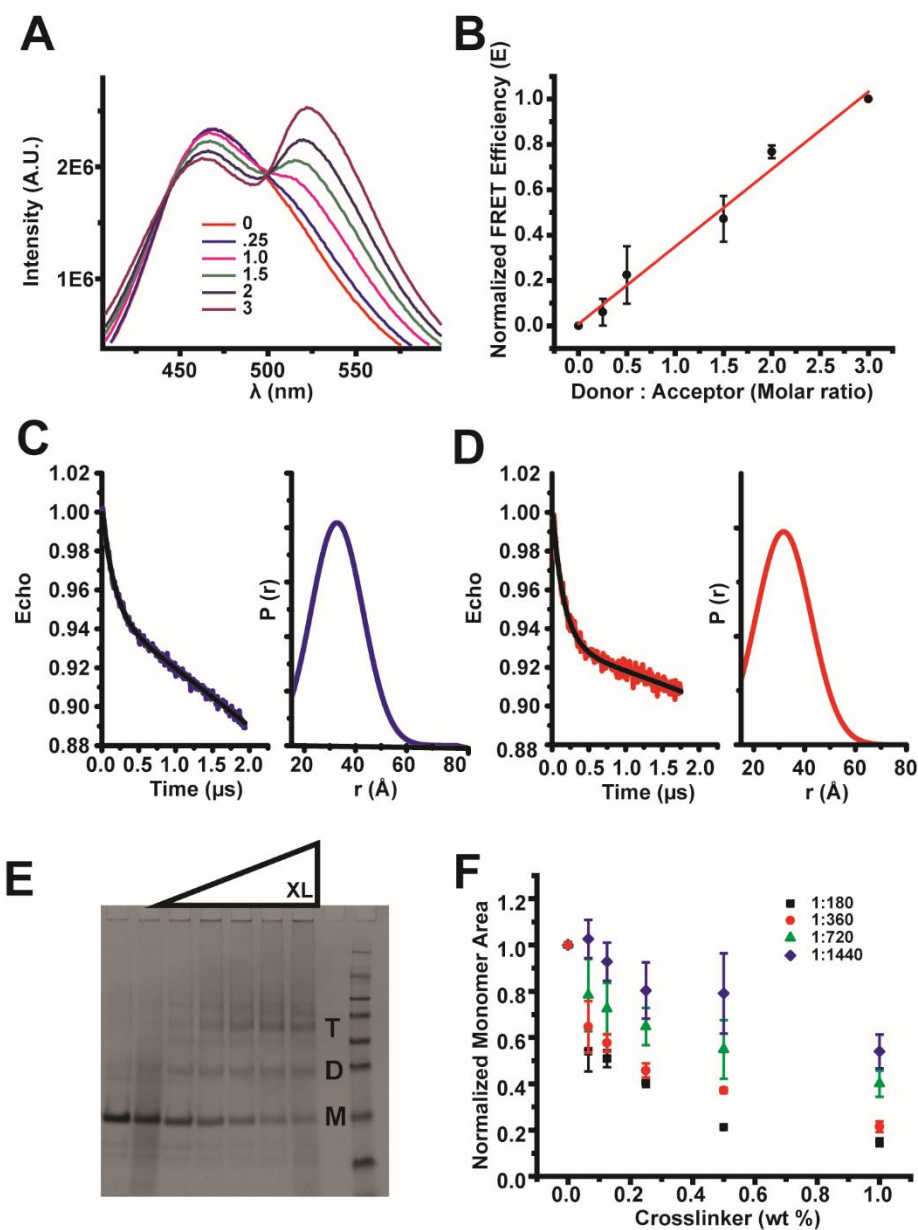 A
Intensity (A.U.)
2E6
1E6
0
.25
1.0
1.5
2
3
450 500 550
λ (nm)
B
Normalized FRET Efficiency (E)
1.0
0.8
0.6
0.4
0.2
0.0
0.0 0.5 1.0 1.5 2.0 2.5 3.0
Donor : Acceptor (Molar ratio)
C
Echo
1.02
1.00
0.98
0.96
0.94
0.92
0.90
0.88
0.0 0.5 1.0 1.5 2.0
Time (µs)
P (r)
20 40 60 80
r (Å)
D
Echo
1.02
1.00
0.98
0.96
0.94
0.92
0.90
0.88
0.0 0.5 1.0 1.5 2.0
Time (µs)
P (r)
20 40 60 80
r (Å)
E
XL
T
D
M
F
Normalized Monomer Area
1.2
1.0
0.8
0.6
0.4
0.2
0.0
1:180
1:360
1:720
1:1440
0.0 0.2 0.4 0.6 0.8 1.0
Crosslinker (wt %)